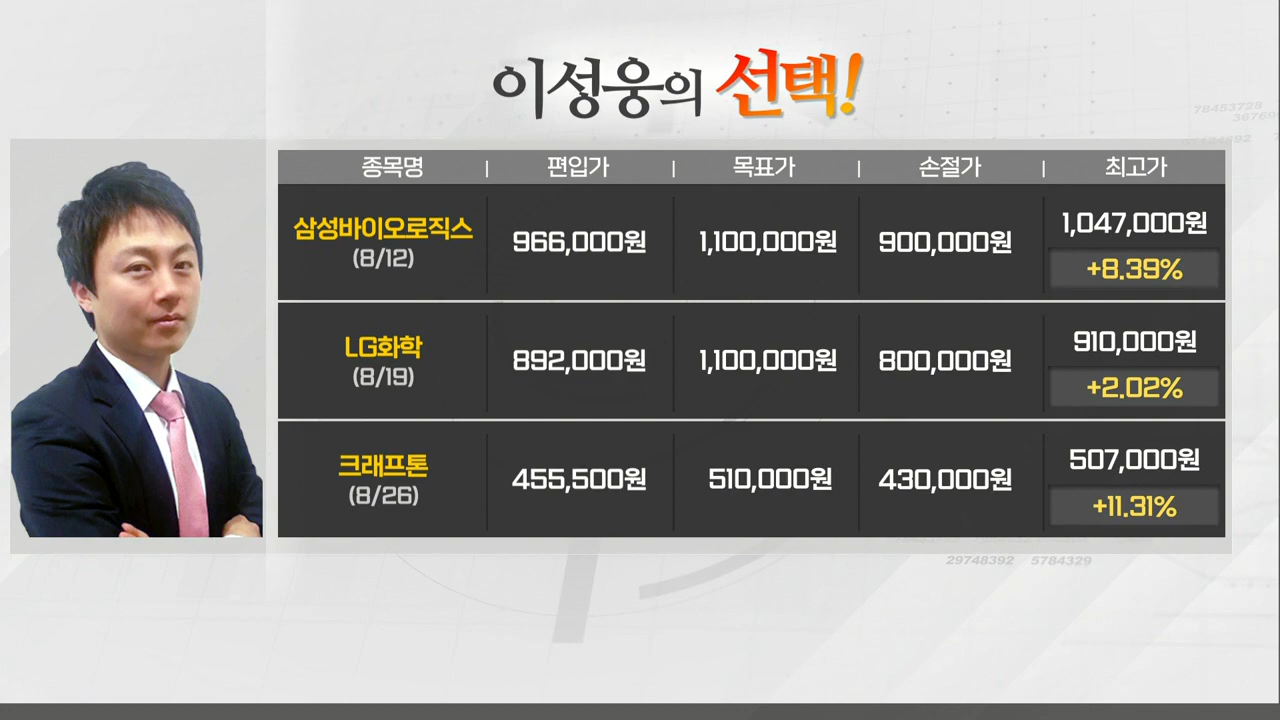 이성웅의 선택!
78453728
종목명 | 편입가 | 목표가 | 손절가 | 최고가
삼성바이오로직스
(8/12)
966,000원
1,100,000원
900,000원
1,047,000원
+8.39%
LG화학
(8/19)
892,000원
1,100,000원
800,000원
910,000원
+2.02%
크래프톤
(8/26)
455,500원
510,000원
430,000원
507,000원
+11.31%
29748392 5784329